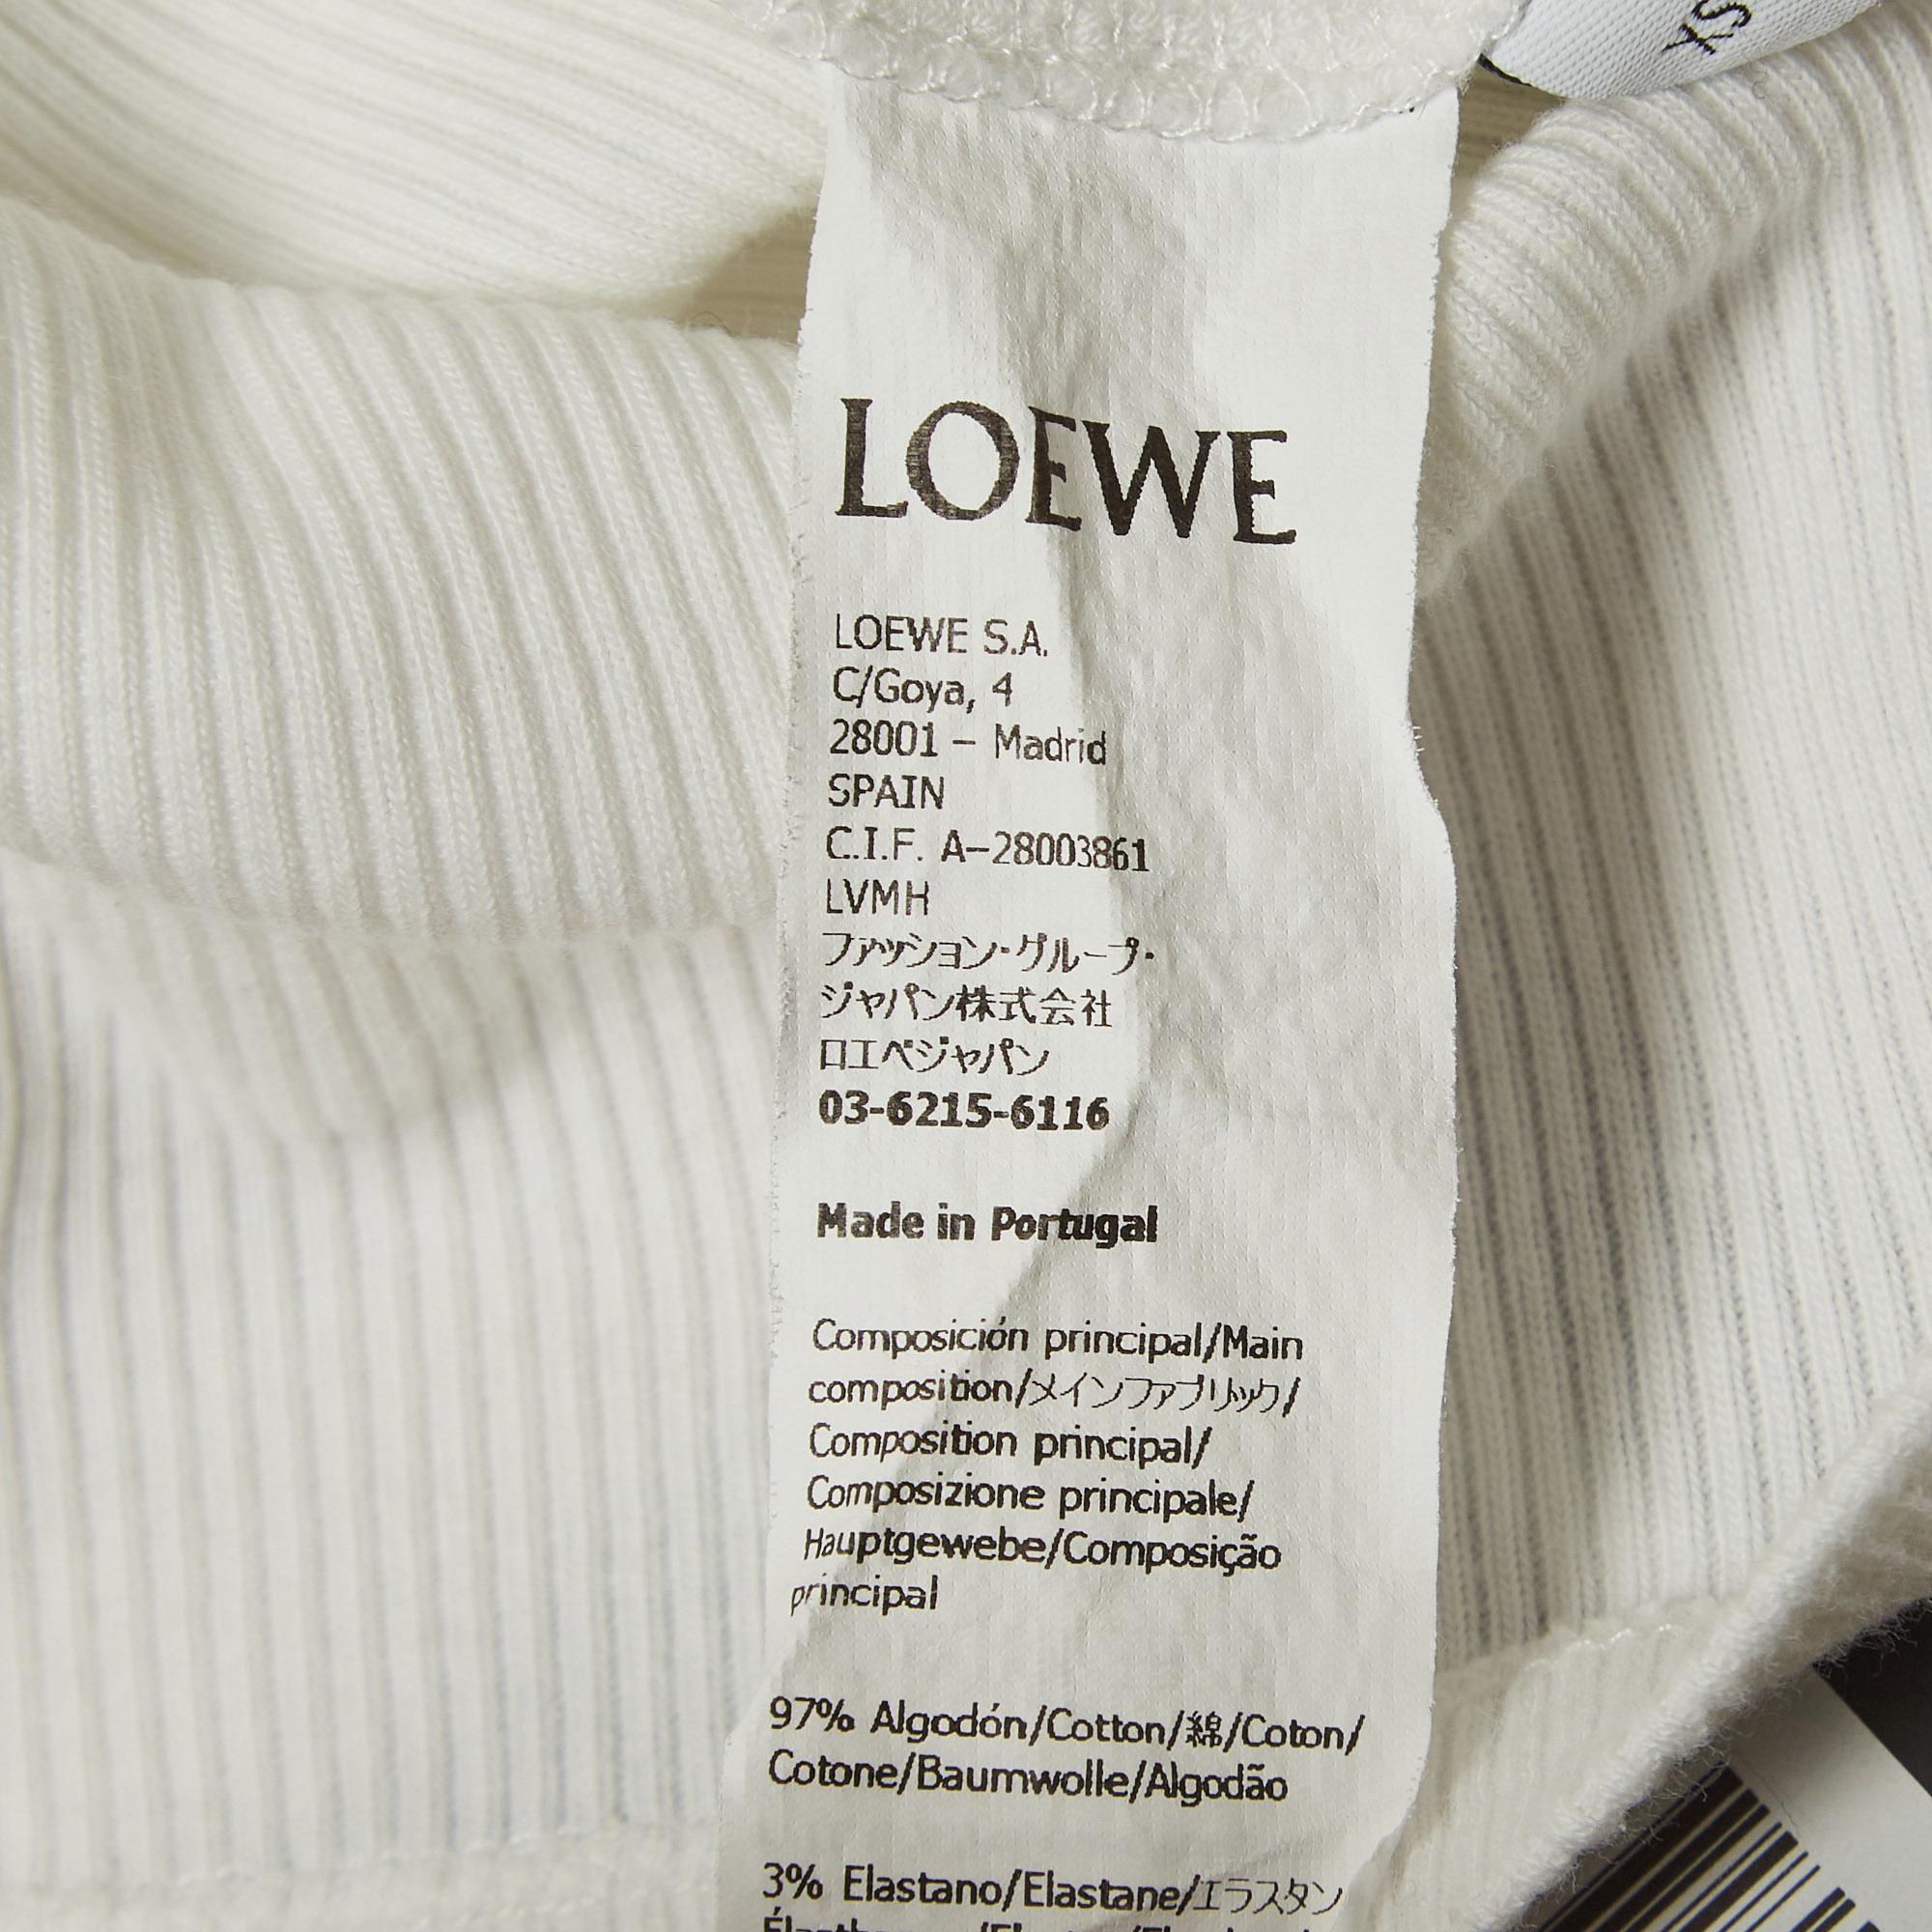 XS
LOEWE
LOEWE S.A.
C/Goya, 4
28001 – Madrid
SPAIN
C.I.F. A–28003861
LVMH
ファッション・グループ・
ジャパン株式会社
ロエベジャパン
03-6215-6116
Made in Portugal
Composición principal/Main
composition/メインファブリック/
Composition principal/
Composizione principale/
Hauptgewebe/Composição
principal
97% Algodón/Cotton/綿/Coton/
Cotone/Baumwolle/Algodão
3% Elastano/Elastane/エラスタン